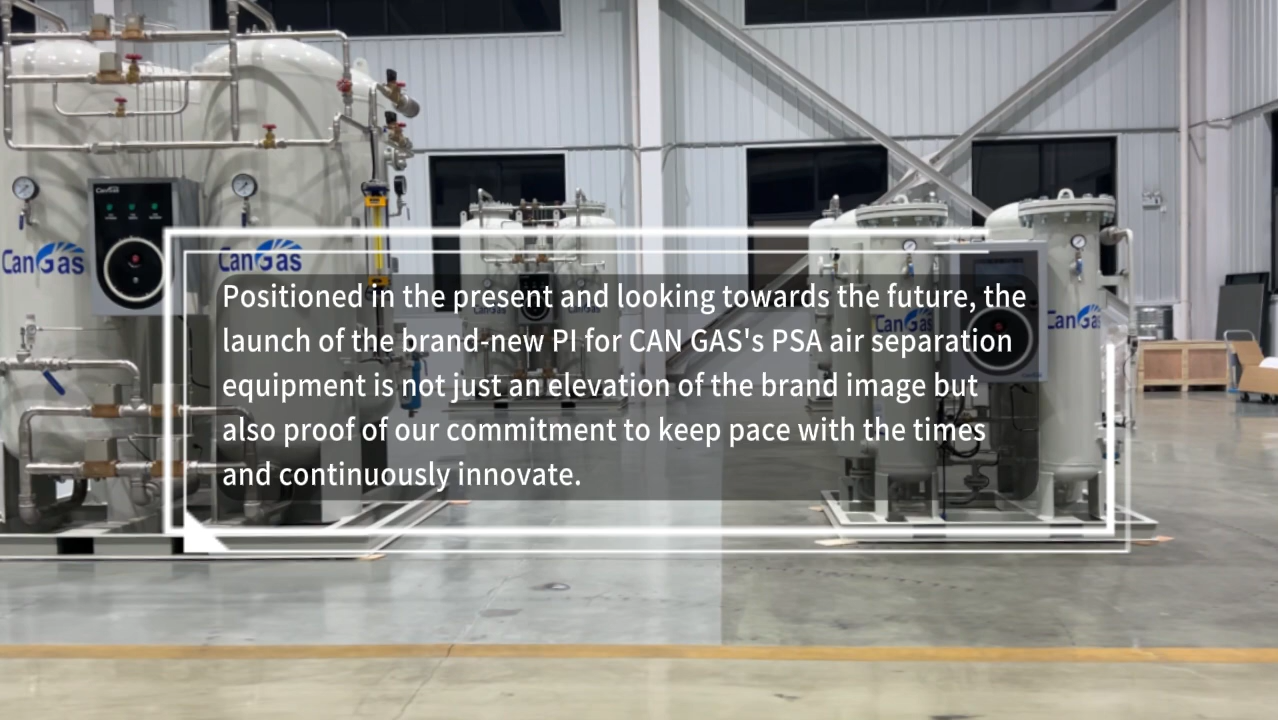 CanGas
CanGas
CanGas
Positioned in the present and looking towards the future, the
launch of the brand-new PI for CAN GAS's PSA air separation
equipment is not just an elevation of the brand image but
also proof of our commitment to keep pace with the times
and continuously innovate.
CanGas
CanGas